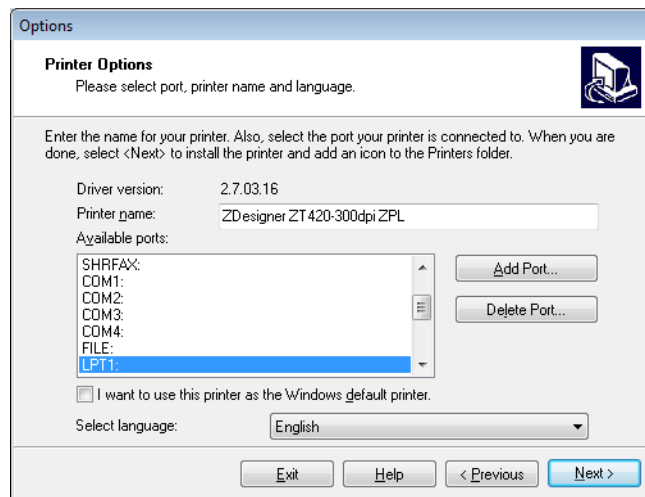 Options
Printer Options
Please select port, printer name and language.
Enter the name for your printer. Also, select the port your printer is connected to. When you are
done, select <Next> to install the printer and add an icon to the Printers folder.
Driver version: 2.7.03.16
Printer name: ZDesigner ZT420-300dpi ZPL
Available ports:
SHRFAX:
COM1:
COM2:
COM3:
COM4:
FILE:
LPT1:
Add Port...
Delete Port...
I want to use this printer as the Windows default printer.
Select language: English
Exit Help < Previous Next >